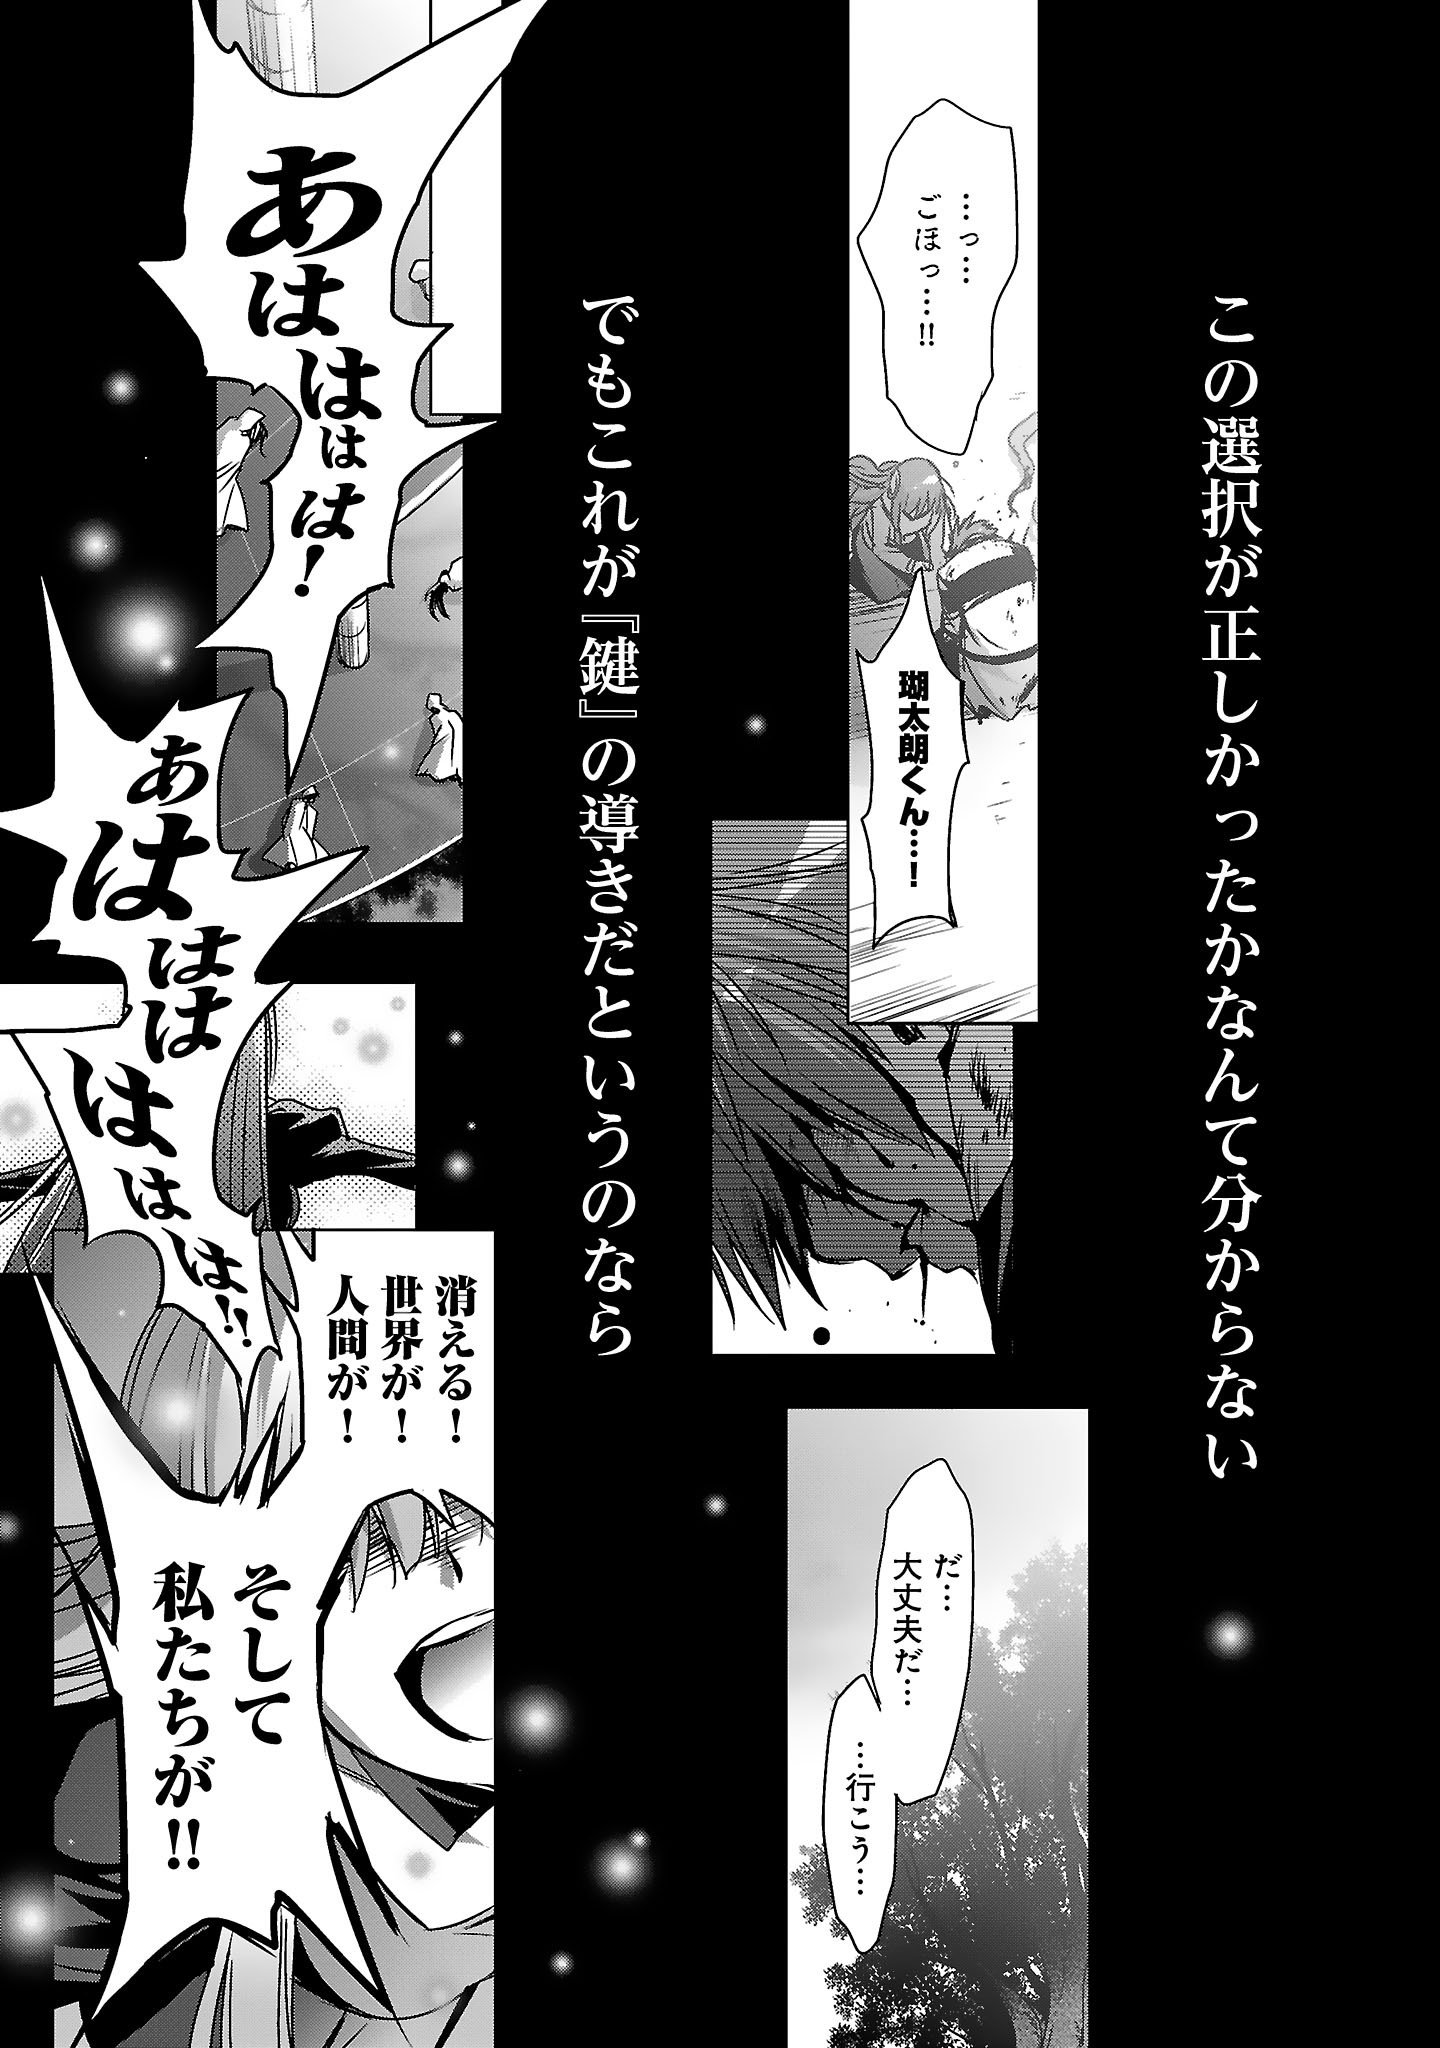 この選択が正しかったかなんて分からない
…っ…
ごほっ…!!
瑚太朗くん…!
だ…
大丈夫だ…
…行こう…
でもこれが『鍵』の導きだというのなら
あはははは!
あはははははは!!
消える!
世界が!
人間が!
そして
私たちが!!